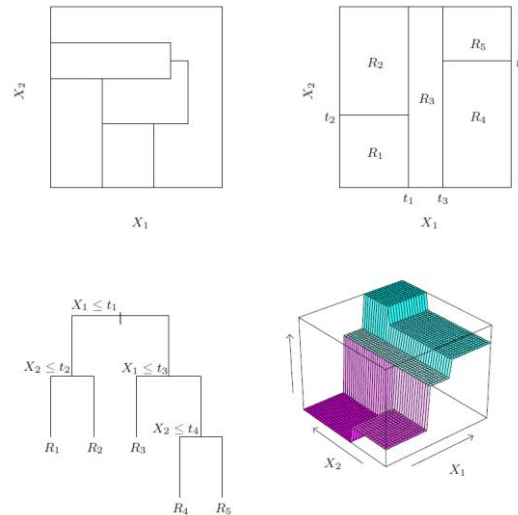 X₂
X₁
X₂
R₂
R₅
R₃
R₄
t₂
R₁
t₁ t₃
X₁
X₁ ≤ t₁
X₂ ≤ t₂ X₁ ≤ t₃
X₂ ≤ t₄
R₁ R₂ R₃
R₄ R₅
X₂ X₁